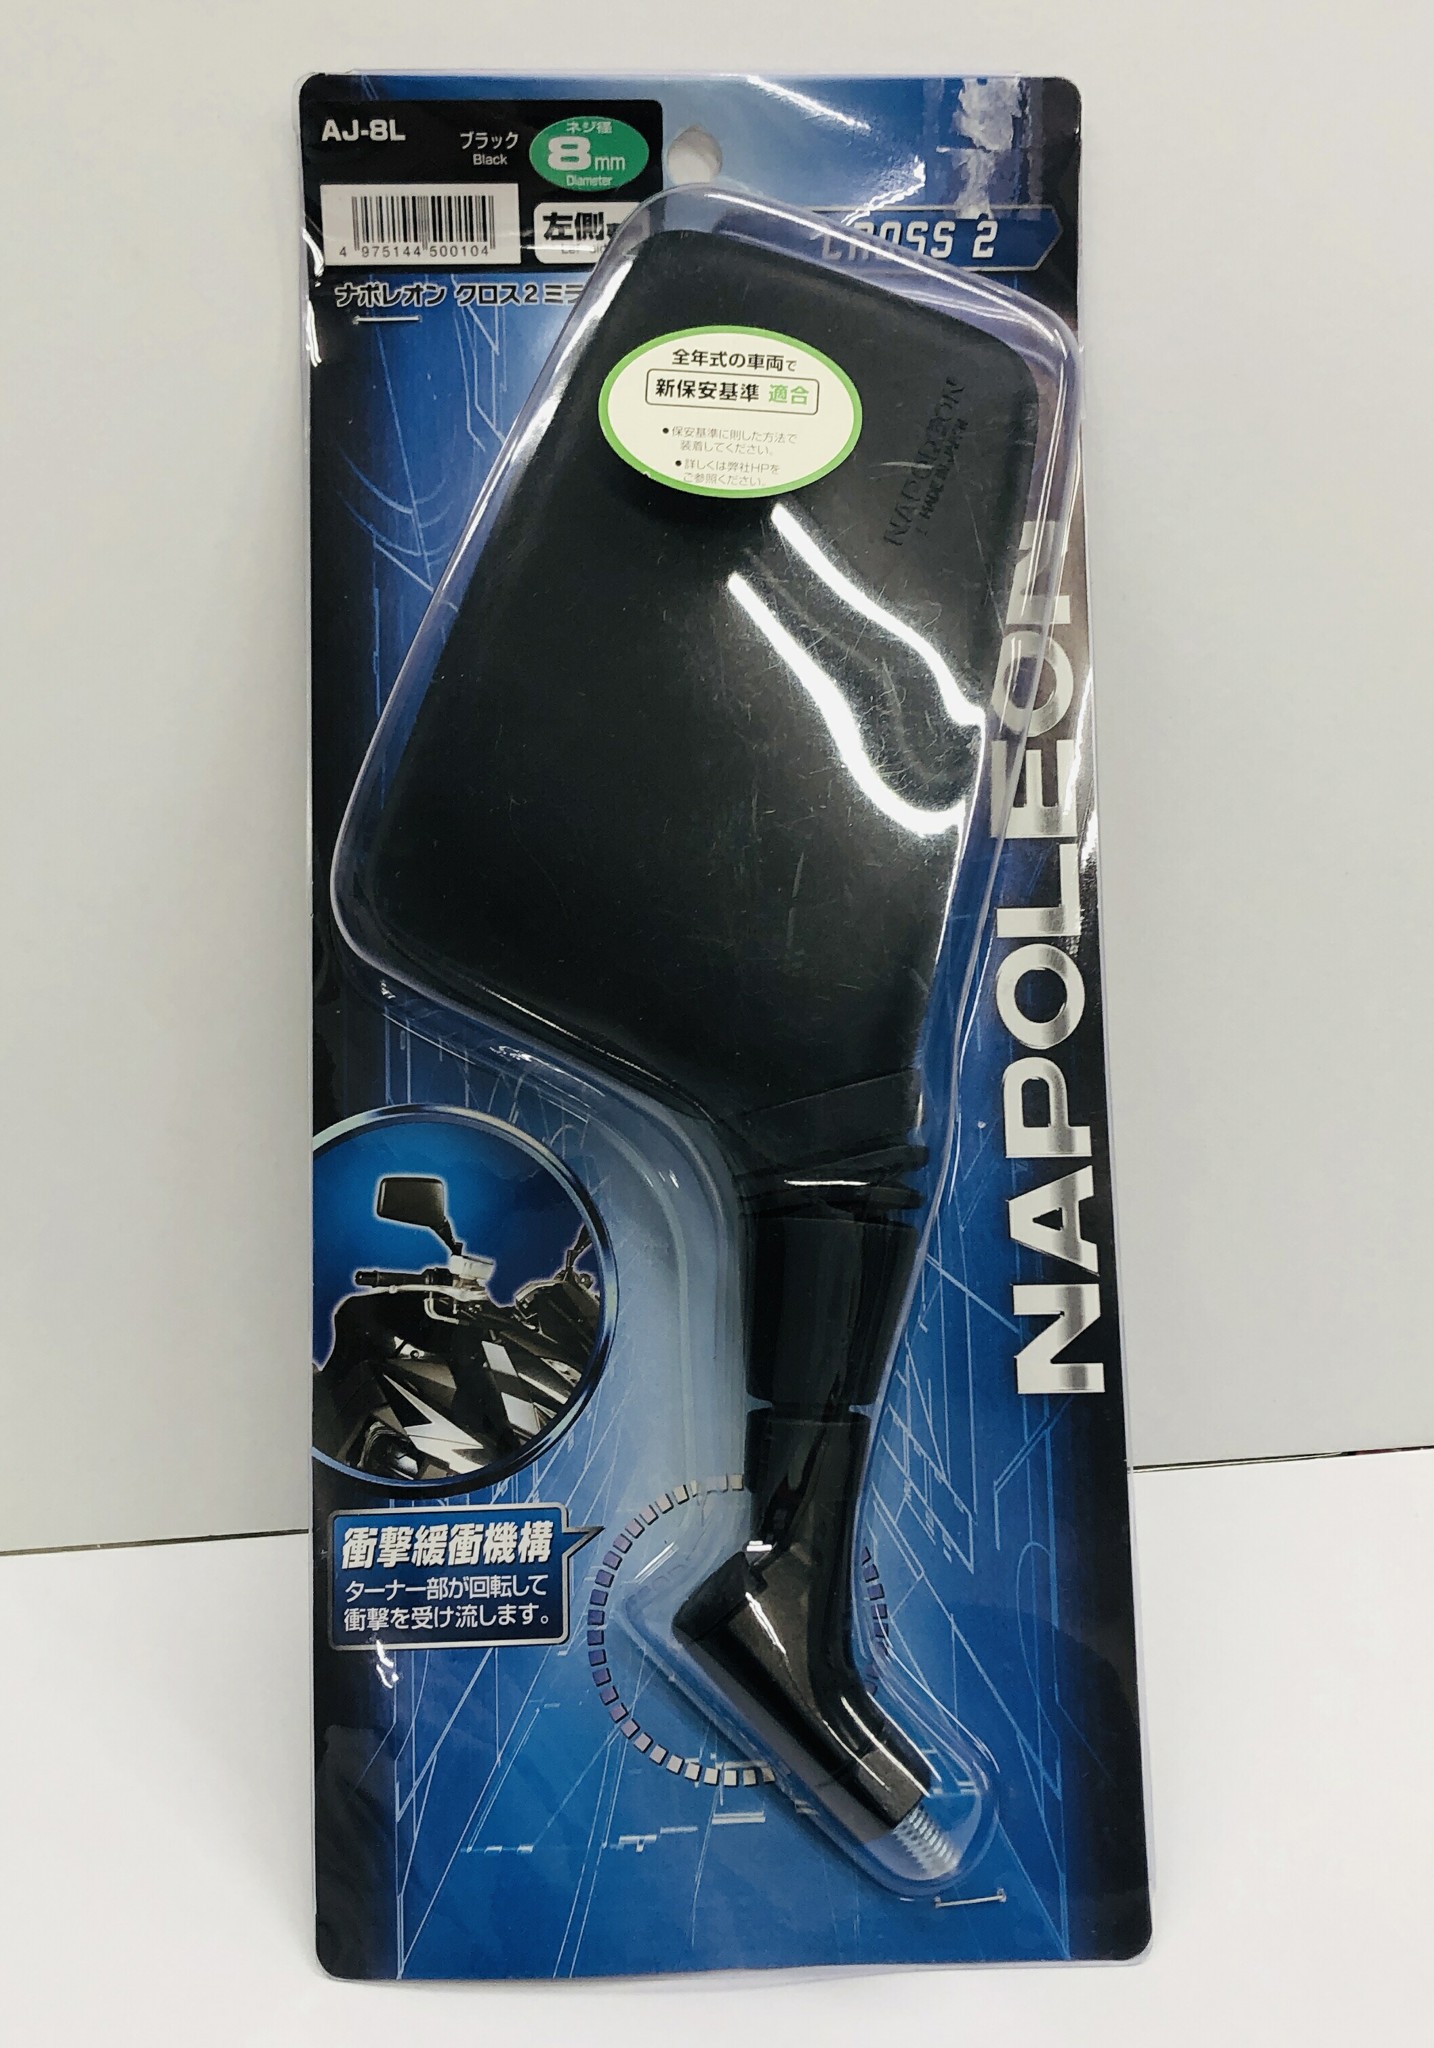 AJ-8L
ブラック
Black
ネジ径
8mm
Diameter
4 975144 500104
左側
CROSS 2
ナポレオン クロス2ミラ
全年式の車両で
新保安基準 適合
●保安基準に則した方法で
装着してください。
●詳しくは弊社HPを
ご参照ください。
NAPOLEON
MADE IN JAPAN
NAPOLEON
衝撃緩衝機構
ターナー部が回転して
衝撃を受け流します。